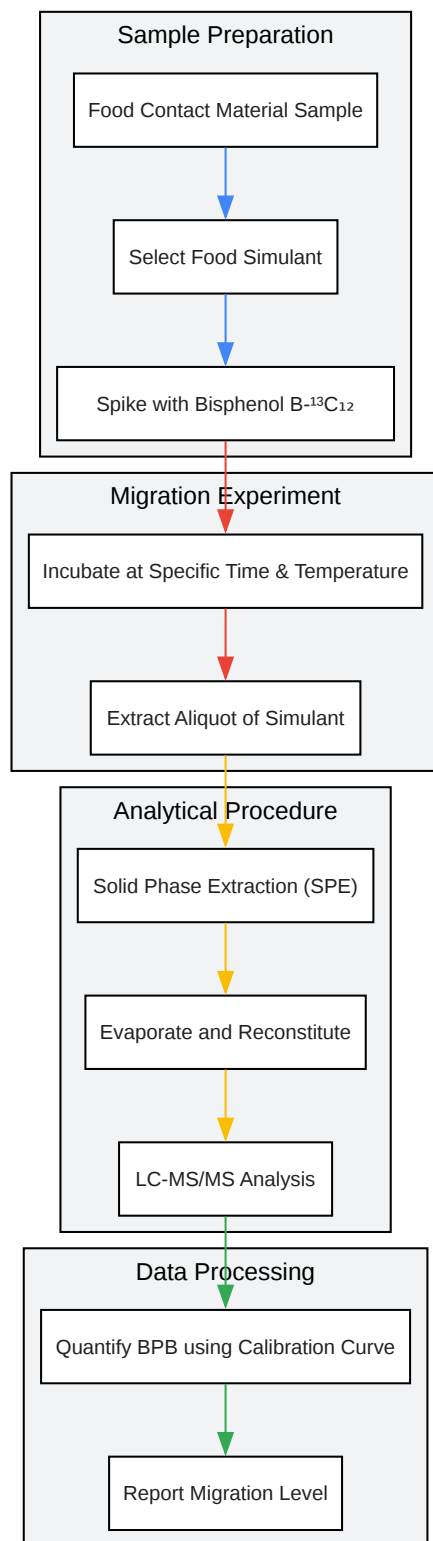 Sample Preparation
Food Contact Material Sample
Select Food Simulant
Spike with Bisphenol B-¹³C₁₂
Migration Experiment
Incubate at Specific Time & Temperature
Extract Aliquot of Simulant
Analytical Procedure
Solid Phase Extraction (SPE)
Evaporate and Reconstitute
LC-MS/MS Analysis
Data Processing
Quantify BPB using Calibration Curve
Report Migration Level